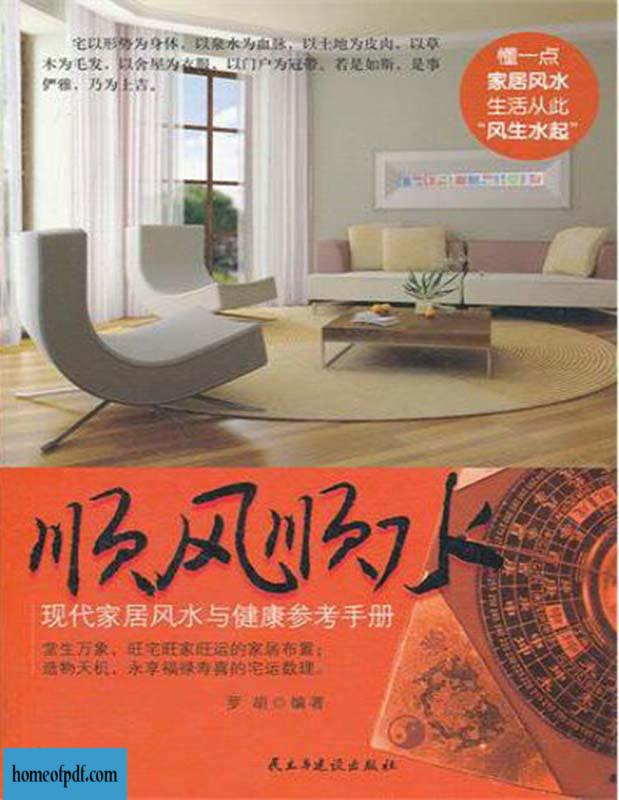 宅以形势为身体，以泉水为血脉，以土地为皮肉，以草
木为毛发，以舍屋为衣服，以门户为冠带。若是如斯，是事
俨雅，乃为上吉。
懂一点
家居风水
生活从此
“风生水起”
顺风顺水
现代家居风水与健康参考手册
堂生万象，旺宅旺家旺运的家居布置；
造物天机，永享福禄寿喜的宅运数理。
罗 胡◎编著
民主与建设出版社
homeofpdf.com